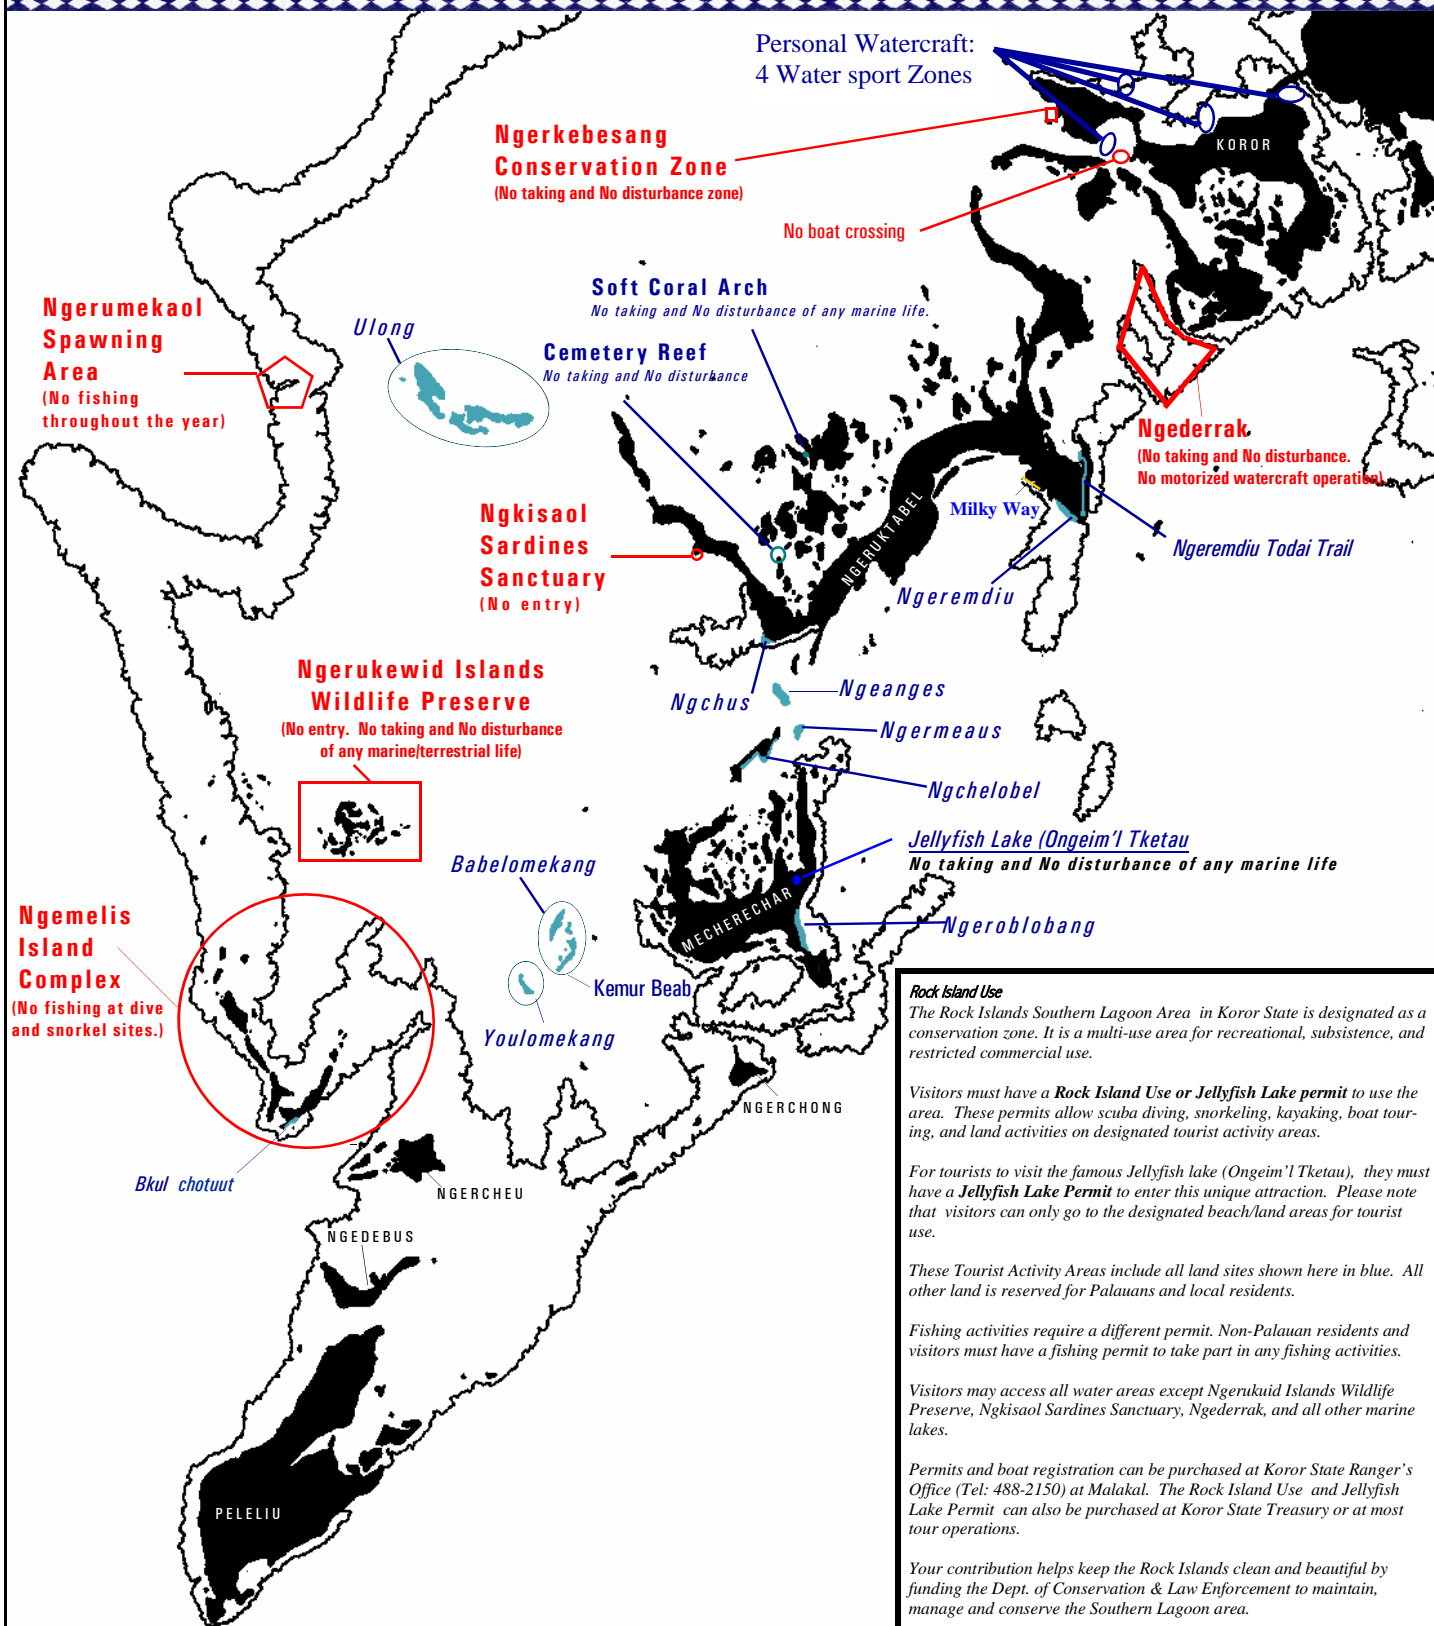 Personal Watercraft:
4 Water sport Zones
Ngerkebesang
Conservation Zone
(No taking and No disturbance zone)
KOROR
No boat crossing
Soft Coral Arch
No taking and No disturbance of any marine life.
Ngerumekaol
Spawning
Area
(No fishing
throughout the year)
Ulong
Cemetery Reef
No taking and No disturbance
Ngederrak
(No taking and No disturbance.
No motorized watercraft operation)
Ngkisaol
Sardines
Sanctuary
(No entry)
NGERUKTABEL
Milky Way
Ngeremdiu Todai Trail
Ngeremdiu
Ngerukewid Islands
Wildlife Preserve
(No entry. No taking and No disturbance
of any marine/terrestrial life)
Ngchus
Ngeanges
Ngermeaus
Ngchelobel
Jellyfish Lake (Ongeim'l Tketau
No taking and No disturbance of any marine life
Babelomekang
MECHERECHAR
Ngeroblobang
Ngemelis
Island
Complex
(No fishing at dive
and snorkel sites.)
Kemur Beab
Youlomekang
NGERCHONG
Bkul chotuut
NGERCHEU
NGEDEBUS
PELELIU
Rock Island Use
The Rock Islands Southern Lagoon Area in Koror State is designated as a
conservation zone. It is a multi-use area for recreational, subsistence, and
restricted commercial use.
Visitors must have a Rock Island Use or Jellyfish Lake permit to use the
area. These permits allow scuba diving, snorkeling, kayaking, boat tour-
ing, and land activities on designated tourist activity areas.
For tourists to visit the famous Jellyfish lake (Ongeim'l Tketau), they must
have a Jellyfish Lake Permit to enter this unique attraction. Please note
that visitors can only go to the designated beach/land areas for tourist
use.
These Tourist Activity Areas include all land sites shown here in blue. All
other land is reserved for Palauans and local residents.
Fishing activities require a different permit. Non-Palauan residents and
visitors must have a fishing permit to take part in any fishing activities.
Visitors may access all water areas except Ngerukuid Islands Wildlife
Preserve, Ngkisaol Sardines Sanctuary, Ngederrak, and all other marine
lakes.
Permits and boat registration can be purchased at Koror State Ranger's
Office (Tel: 488-2150) at Malakal. The Rock Island Use and Jellyfish
Lake Permit can also be purchased at Koror State Treasury or at most
tour operations.
Your contribution helps keep the Rock Islands clean and beautiful by
funding the Dept. of Conservation & Law Enforcement to maintain,
manage and conserve the Southern Lagoon area.